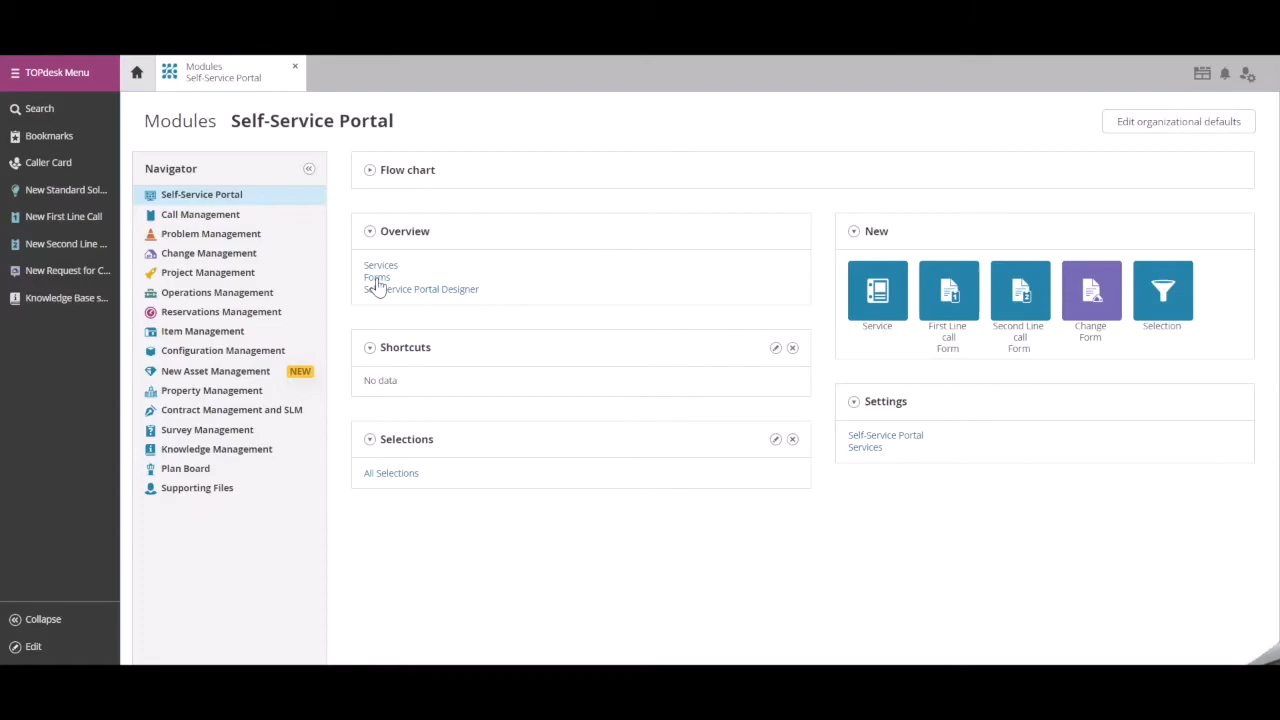 TOPdesk Menu
Modules
Self-Service Portal
Search
Bookmarks
Caller Card
New Standard Sol...
New First Line Call
New Second Line ...
New Request for C...
Knowledge Base s...
Collapse
Edit
Modules Self-Service Portal
Edit organizational defaults
Navigator
Self-Service Portal
Call Management
Problem Management
Change Management
Project Management
Operations Management
Reservations Management
Item Management
Configuration Management
New Asset Management NEW
Property Management
Contract Management and SLM
Survey Management
Knowledge Management
Plan Board
Supporting Files
Flow chart
Overview
Services
Forms
Self-Service Portal Designer
Shortcuts
No data
Selections
All Selections
New
Service
First Line
call
Form
Second Line
call
Form
Change
Form
Selection
Settings
Self-Service Portal
Services